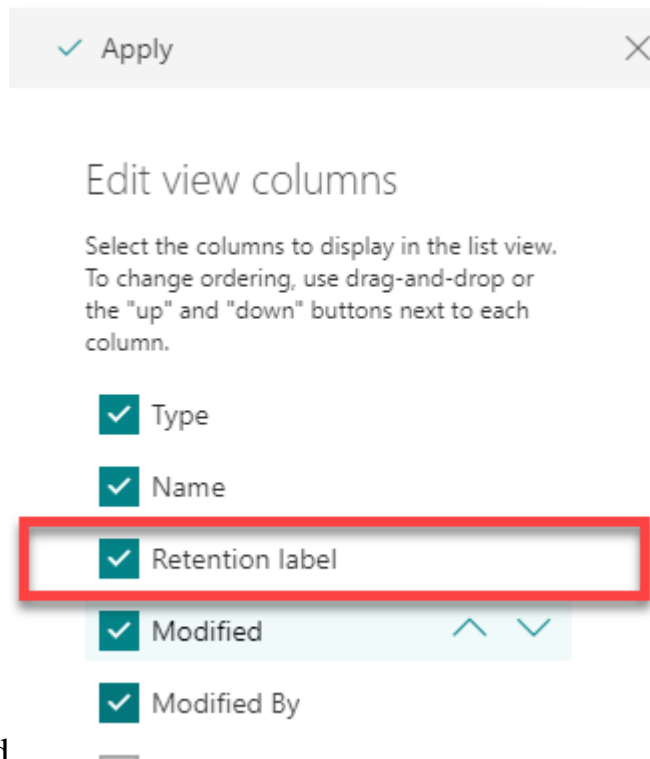 Apply
Edit view columns
Select the columns to display in the list view.
To change ordering, use drag-and-drop or
the "up" and "down" buttons next to each
column.
Type
Name
Retention label
Modified
Modified By